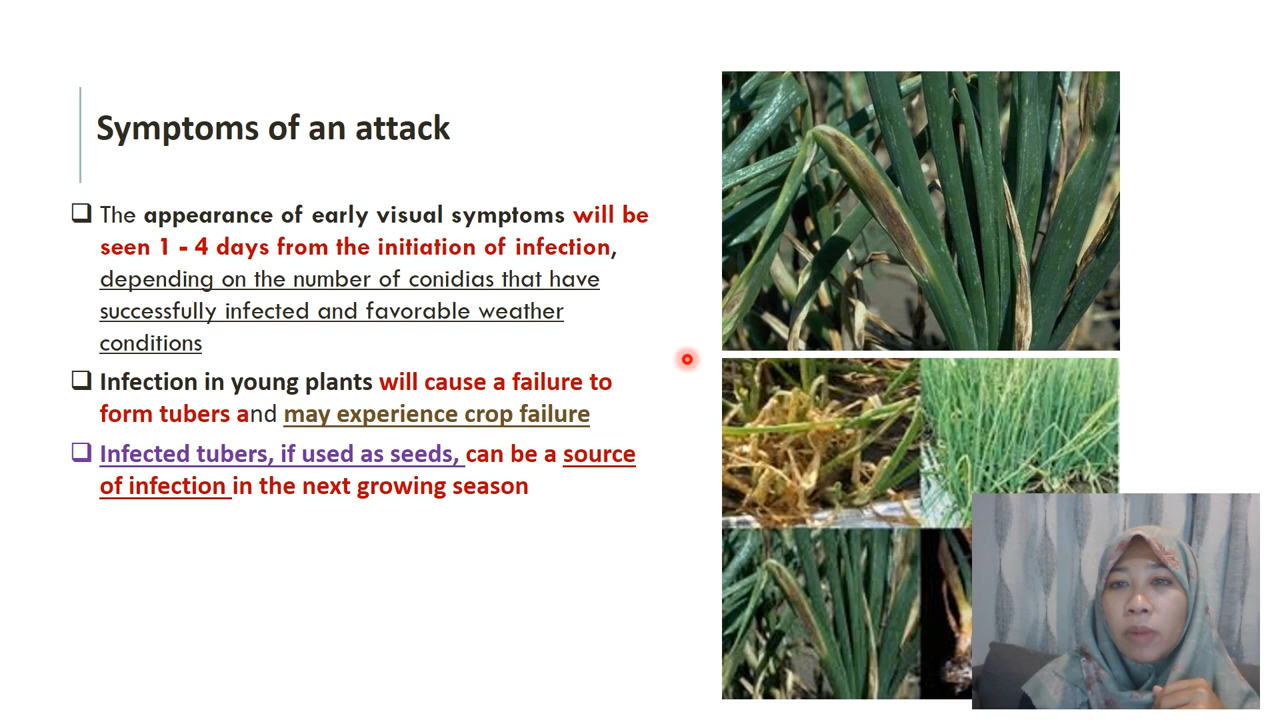 Symptoms of an attack
The appearance of early visual symptoms will be
seen 1 - 4 days from the initiation of infection,
depending on the number of conidias that have
successfully infected and favorable weather
conditions
Infection in young plants will cause a failure to
form tubers and may experience crop failure
Infected tubers, if used as seeds, can be a source
of infection in the next growing season